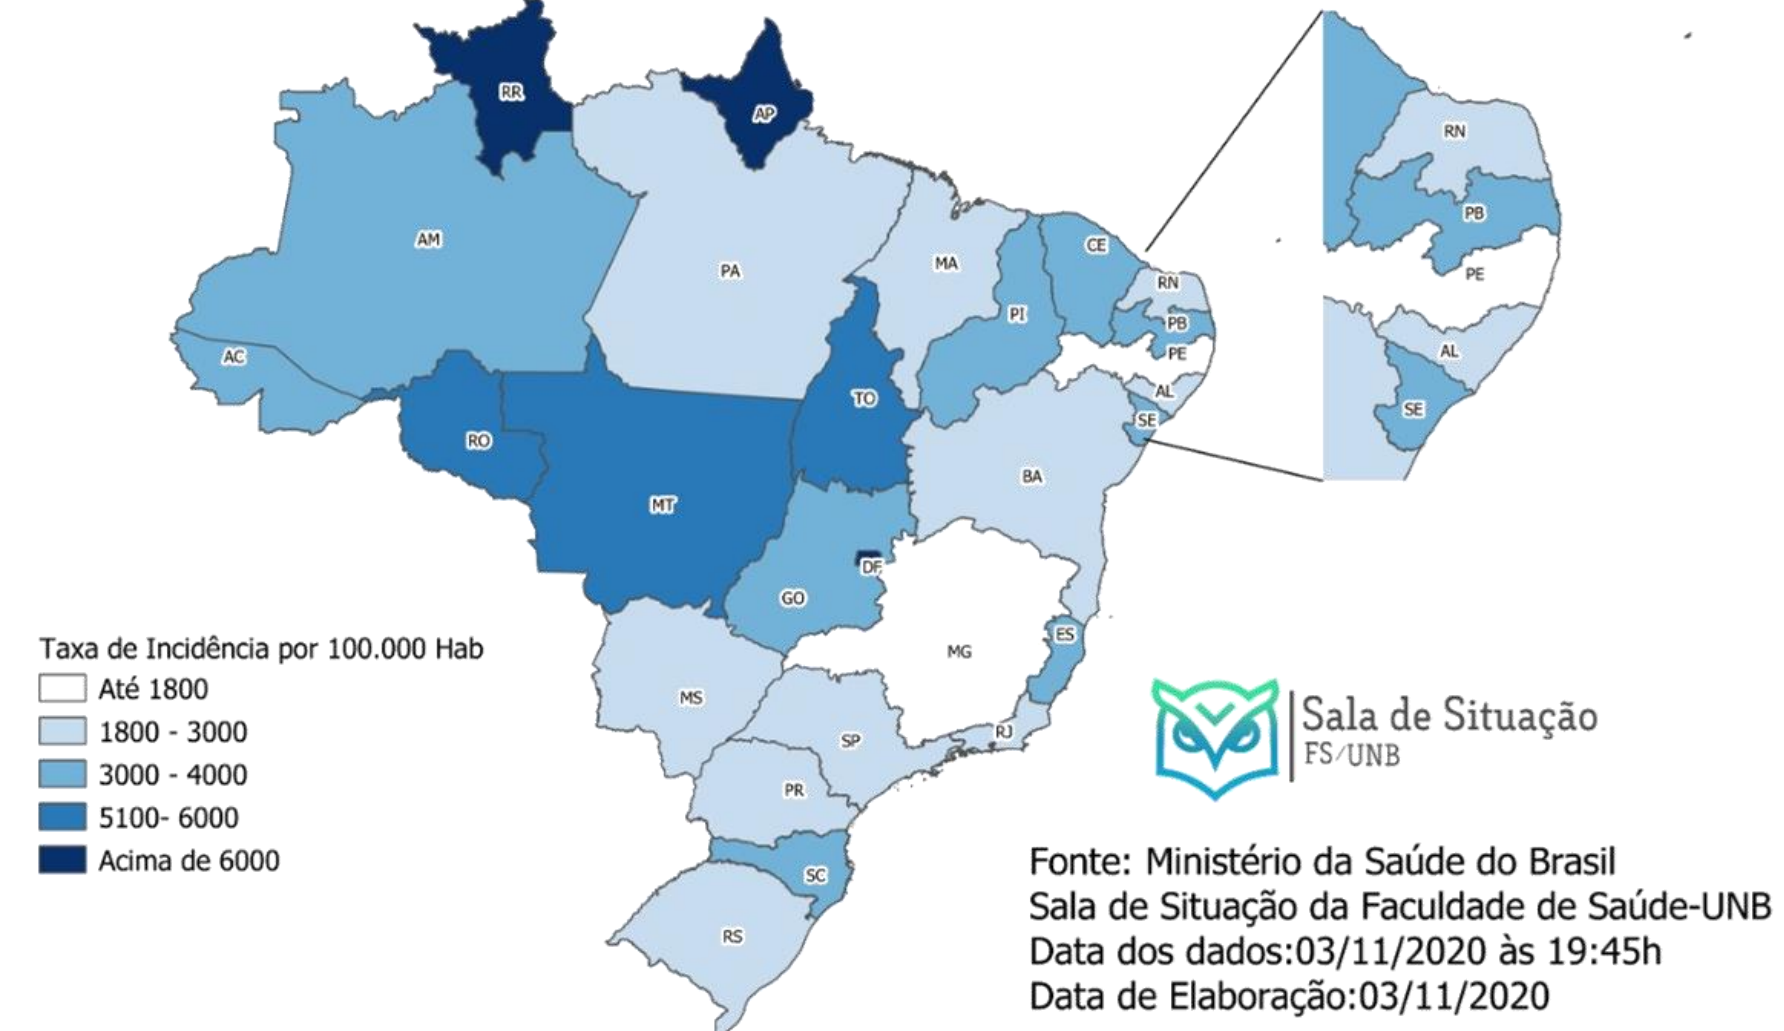 RR
AP
RN
PB
PE
AL
SE
AM
PA
MA
CE
RN
PI
PB
PE
AC
AL
TO
SE
RO
BA
MT
DF
GO
ES
MG
MS
RJ
SP
PR
SC
RS
Taxa de Incidência por 100.000 Hab
Até 1800
1800 - 3000
3000 - 4000
5100- 6000
Acima de 6000
Sala de Situação
FS/UNB
Fonte: Ministério da Saúde do Brasil
Sala de Situação da Faculdade de Saúde-UNB
Data dos dados:03/11/2020 às 19:45h
Data de Elaboração:03/11/2020